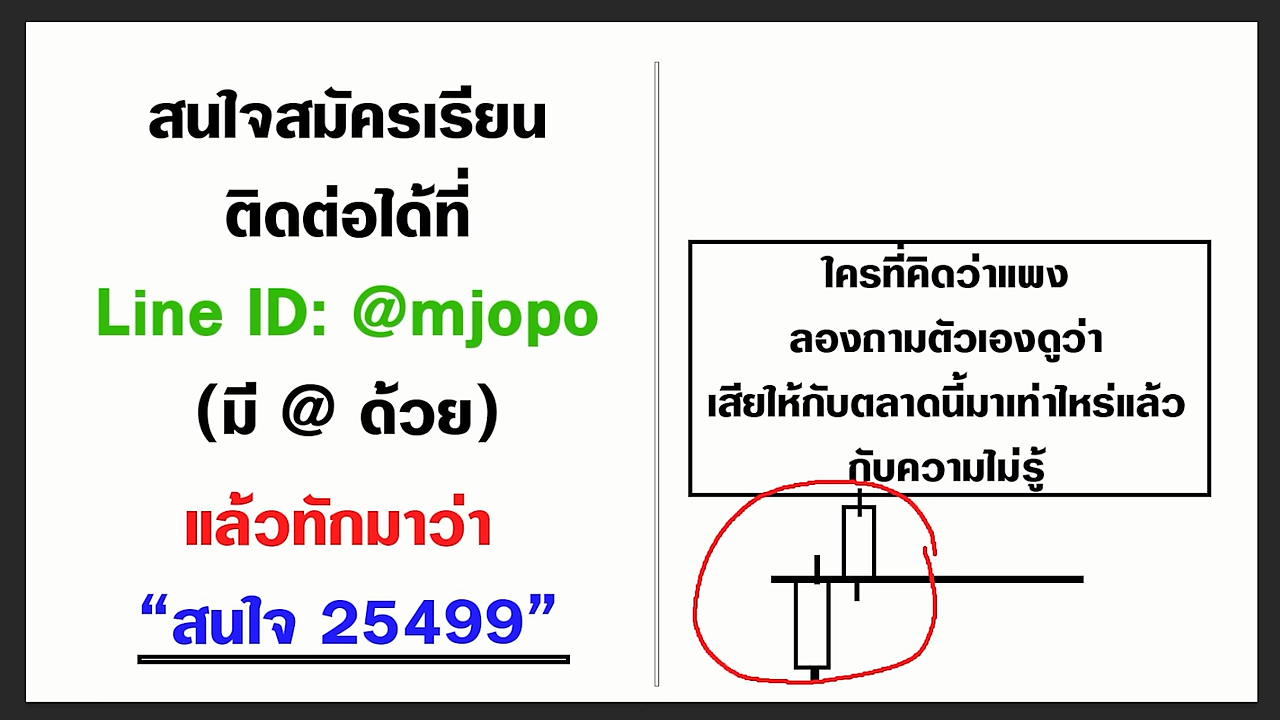 สนใจสมัครเรียน
ติดต่อได้ที่
Line ID: @mjopo
(มี @ ด้วย)
แล้วทักมาว่า
“สนใจ 25499”
ใครที่คิดว่าแพง
ลองถามตัวเองดูว่า
เสียให้กับตลาดนี้มาเท่าไหร่แล้ว
กับความไม่รู้